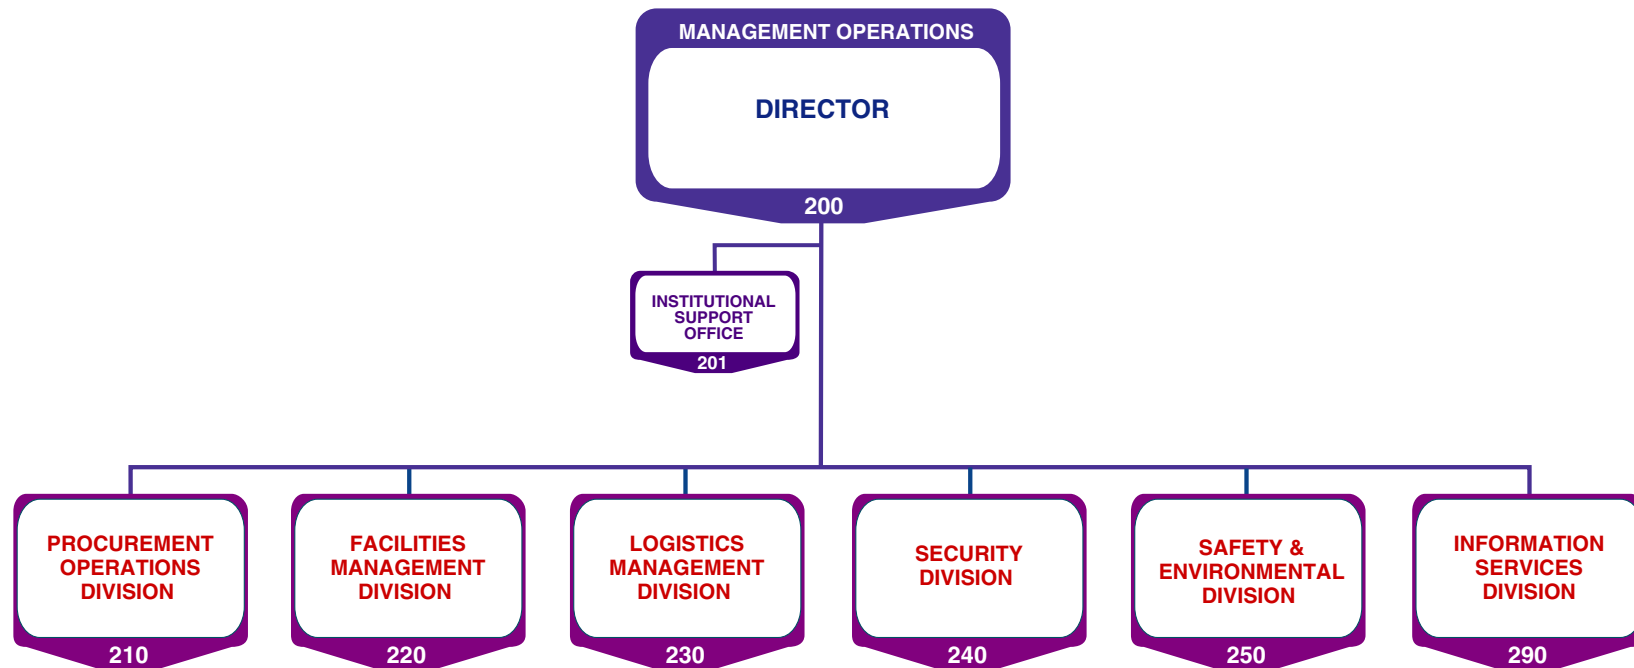 MANAGEMENT OPERATIONS
DIRECTOR
200
INSTITUTIONAL
SUPPORT
OFFICE
201
PROCUREMENT
OPERATIONS
DIVISION
210
FACILITIES
MANAGEMENT
DIVISION
220
LOGISTICS
MANAGEMENT
DIVISION
230
SECURITY
DIVISION
240
SAFETY &
ENVIRONMENTAL
DIVISION
250
INFORMATION
SERVICES
DIVISION
290